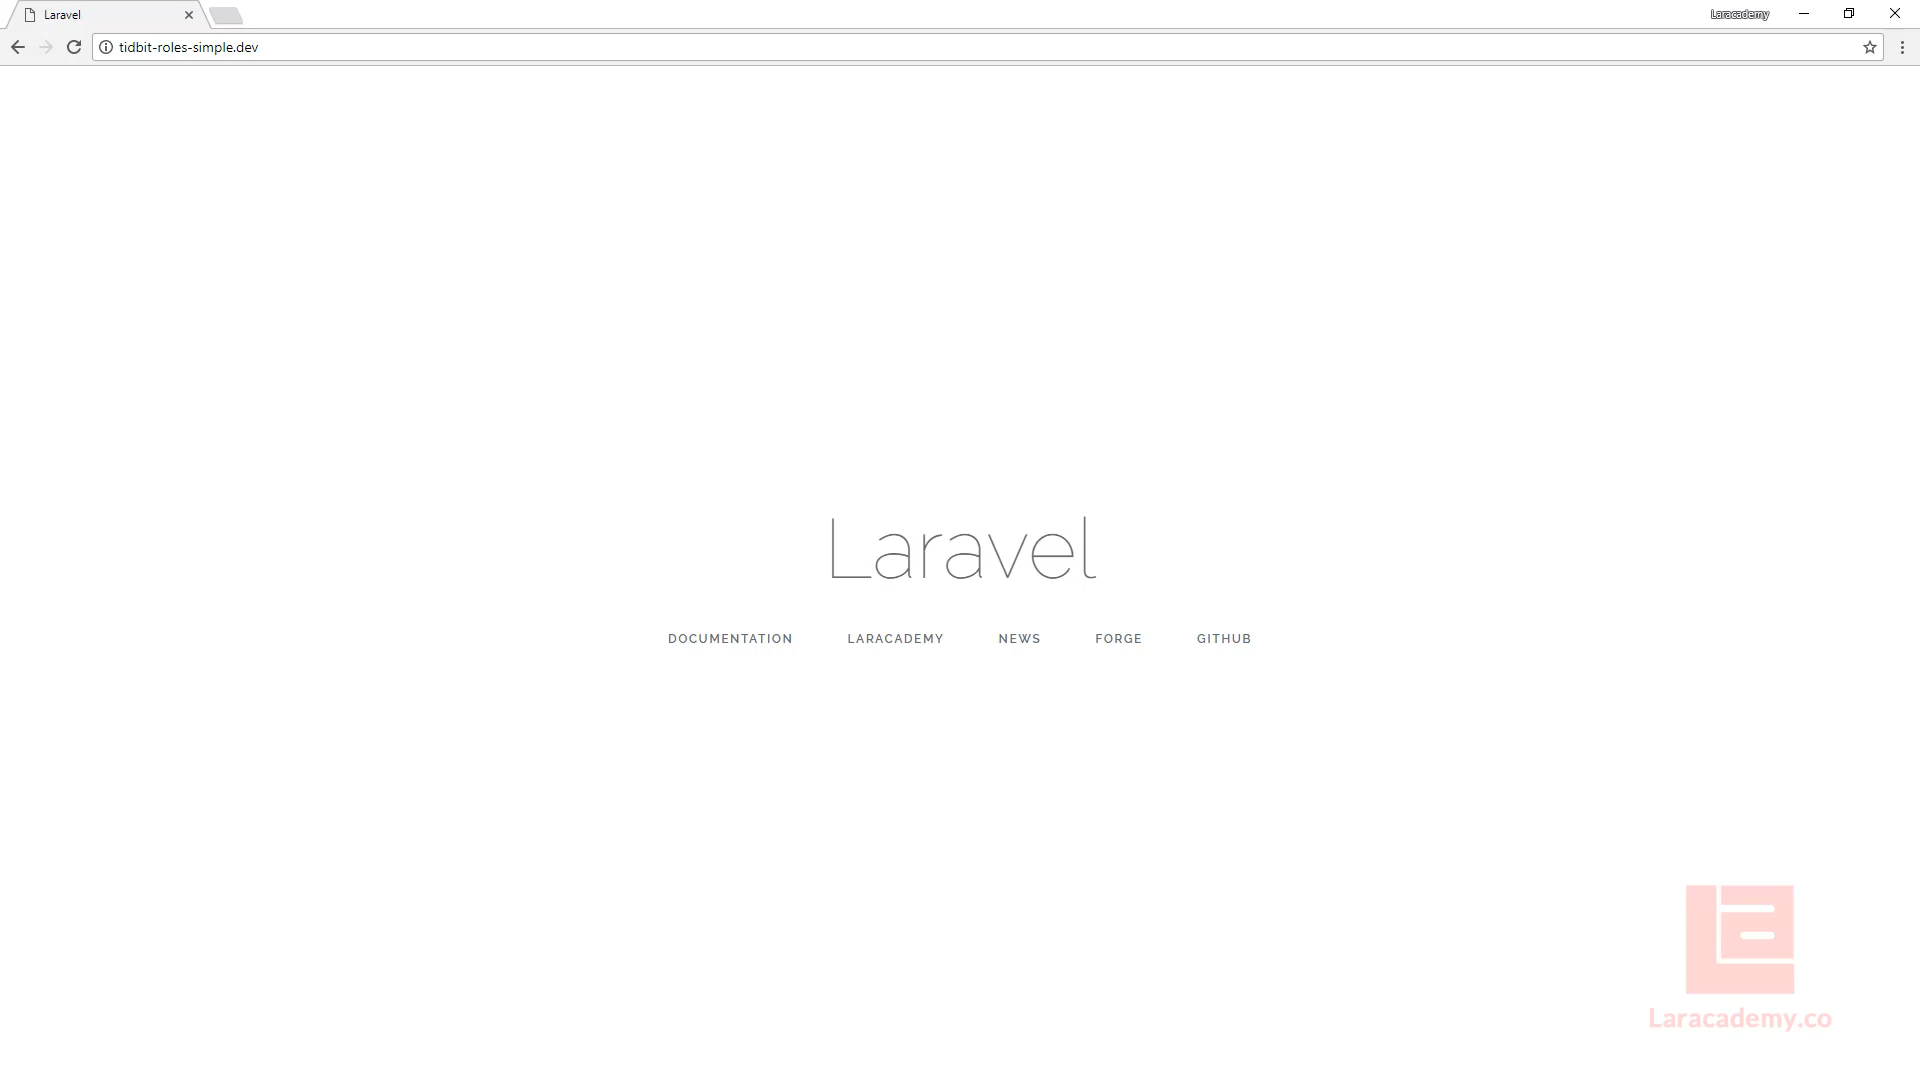 Laravel
Laracademy
tidbit-roles-simple.dev
Laravel
DOCUMENTATION LARACADEMY NEWS FORGE GITHUB
Laracademy.co